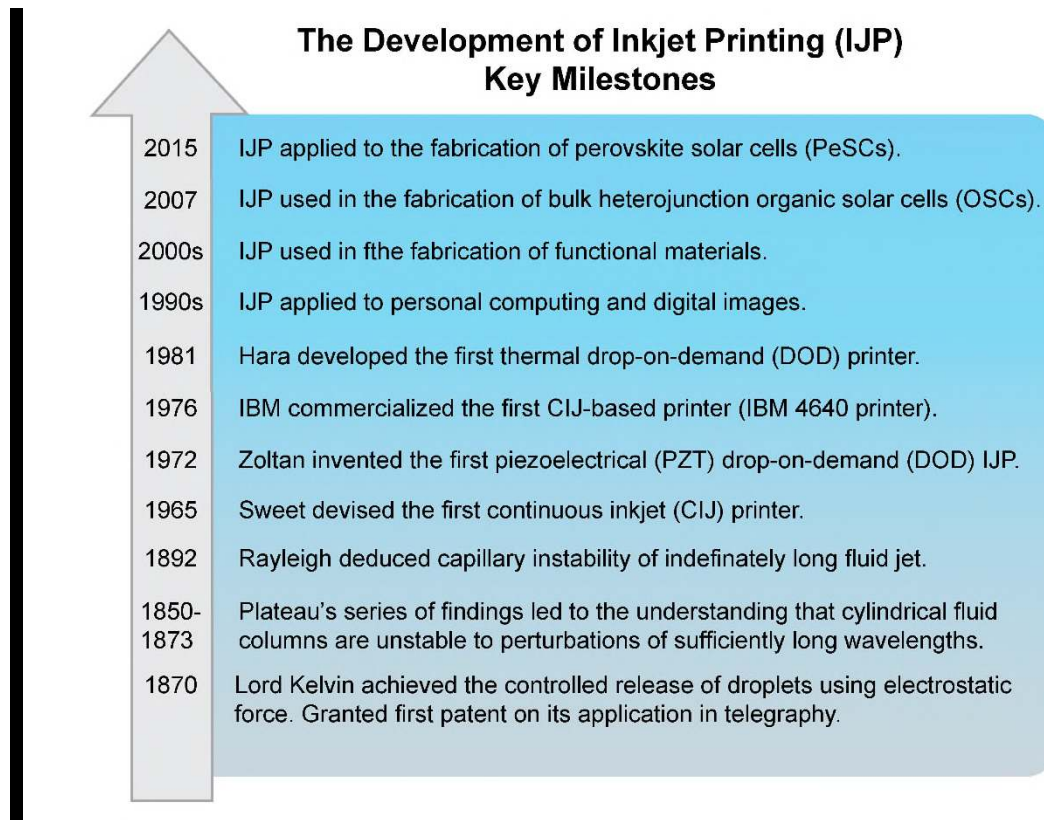 The Development of Inkjet Printing (IJP)
Key Milestones
2015 IJP applied to the fabrication of perovskite solar cells (PeSCs).
2007 IJP used in the fabrication of bulk heterojunction organic solar cells (OSCs).
2000s IJP used in fthe fabrication of functional materials.
1990s IJP applied to personal computing and digital images.
1981 Hara developed the first thermal drop-on-demand (DOD) printer.
1976 IBM commercialized the first CIJ-based printer (IBM 4640 printer).
1972 Zoltan invented the first piezoelectrical (PZT) drop-on-demand (DOD) IJP.
1965 Sweet devised the first continuous inkjet (CIJ) printer.
1892 Rayleigh deduced capillary instability of indefinately long fluid jet.
1850- Plateau's series of findings led to the understanding that cylindrical fluid
1873 columns are unstable to perturbations of sufficiently long wavelengths.
1870 Lord Kelvin achieved the controlled release of droplets using electrostatic
force. Granted first patent on its application in telegraphy.